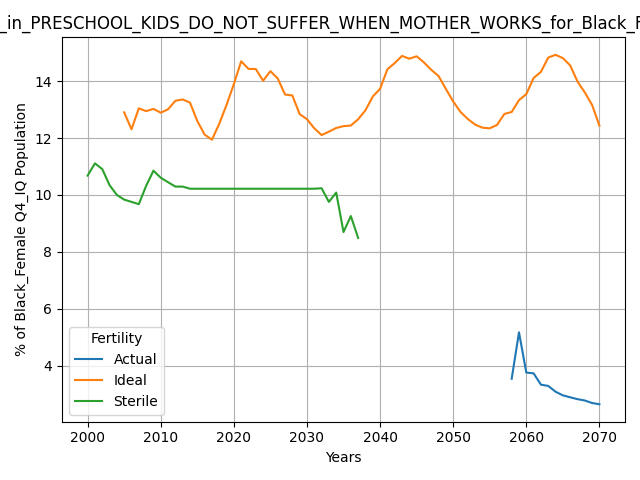 _in_PRESCHOOL_KIDS_DO_NOT_SUFFER_WHEN_MOTHER_WORKS_for_Black_F
% of Black_Female Q4_IQ Population
14
12
10
8
6
4
Fertility
Actual
Ideal
Sterile
2000 2010 2020 2030 2040 2050 2060 2070
Years